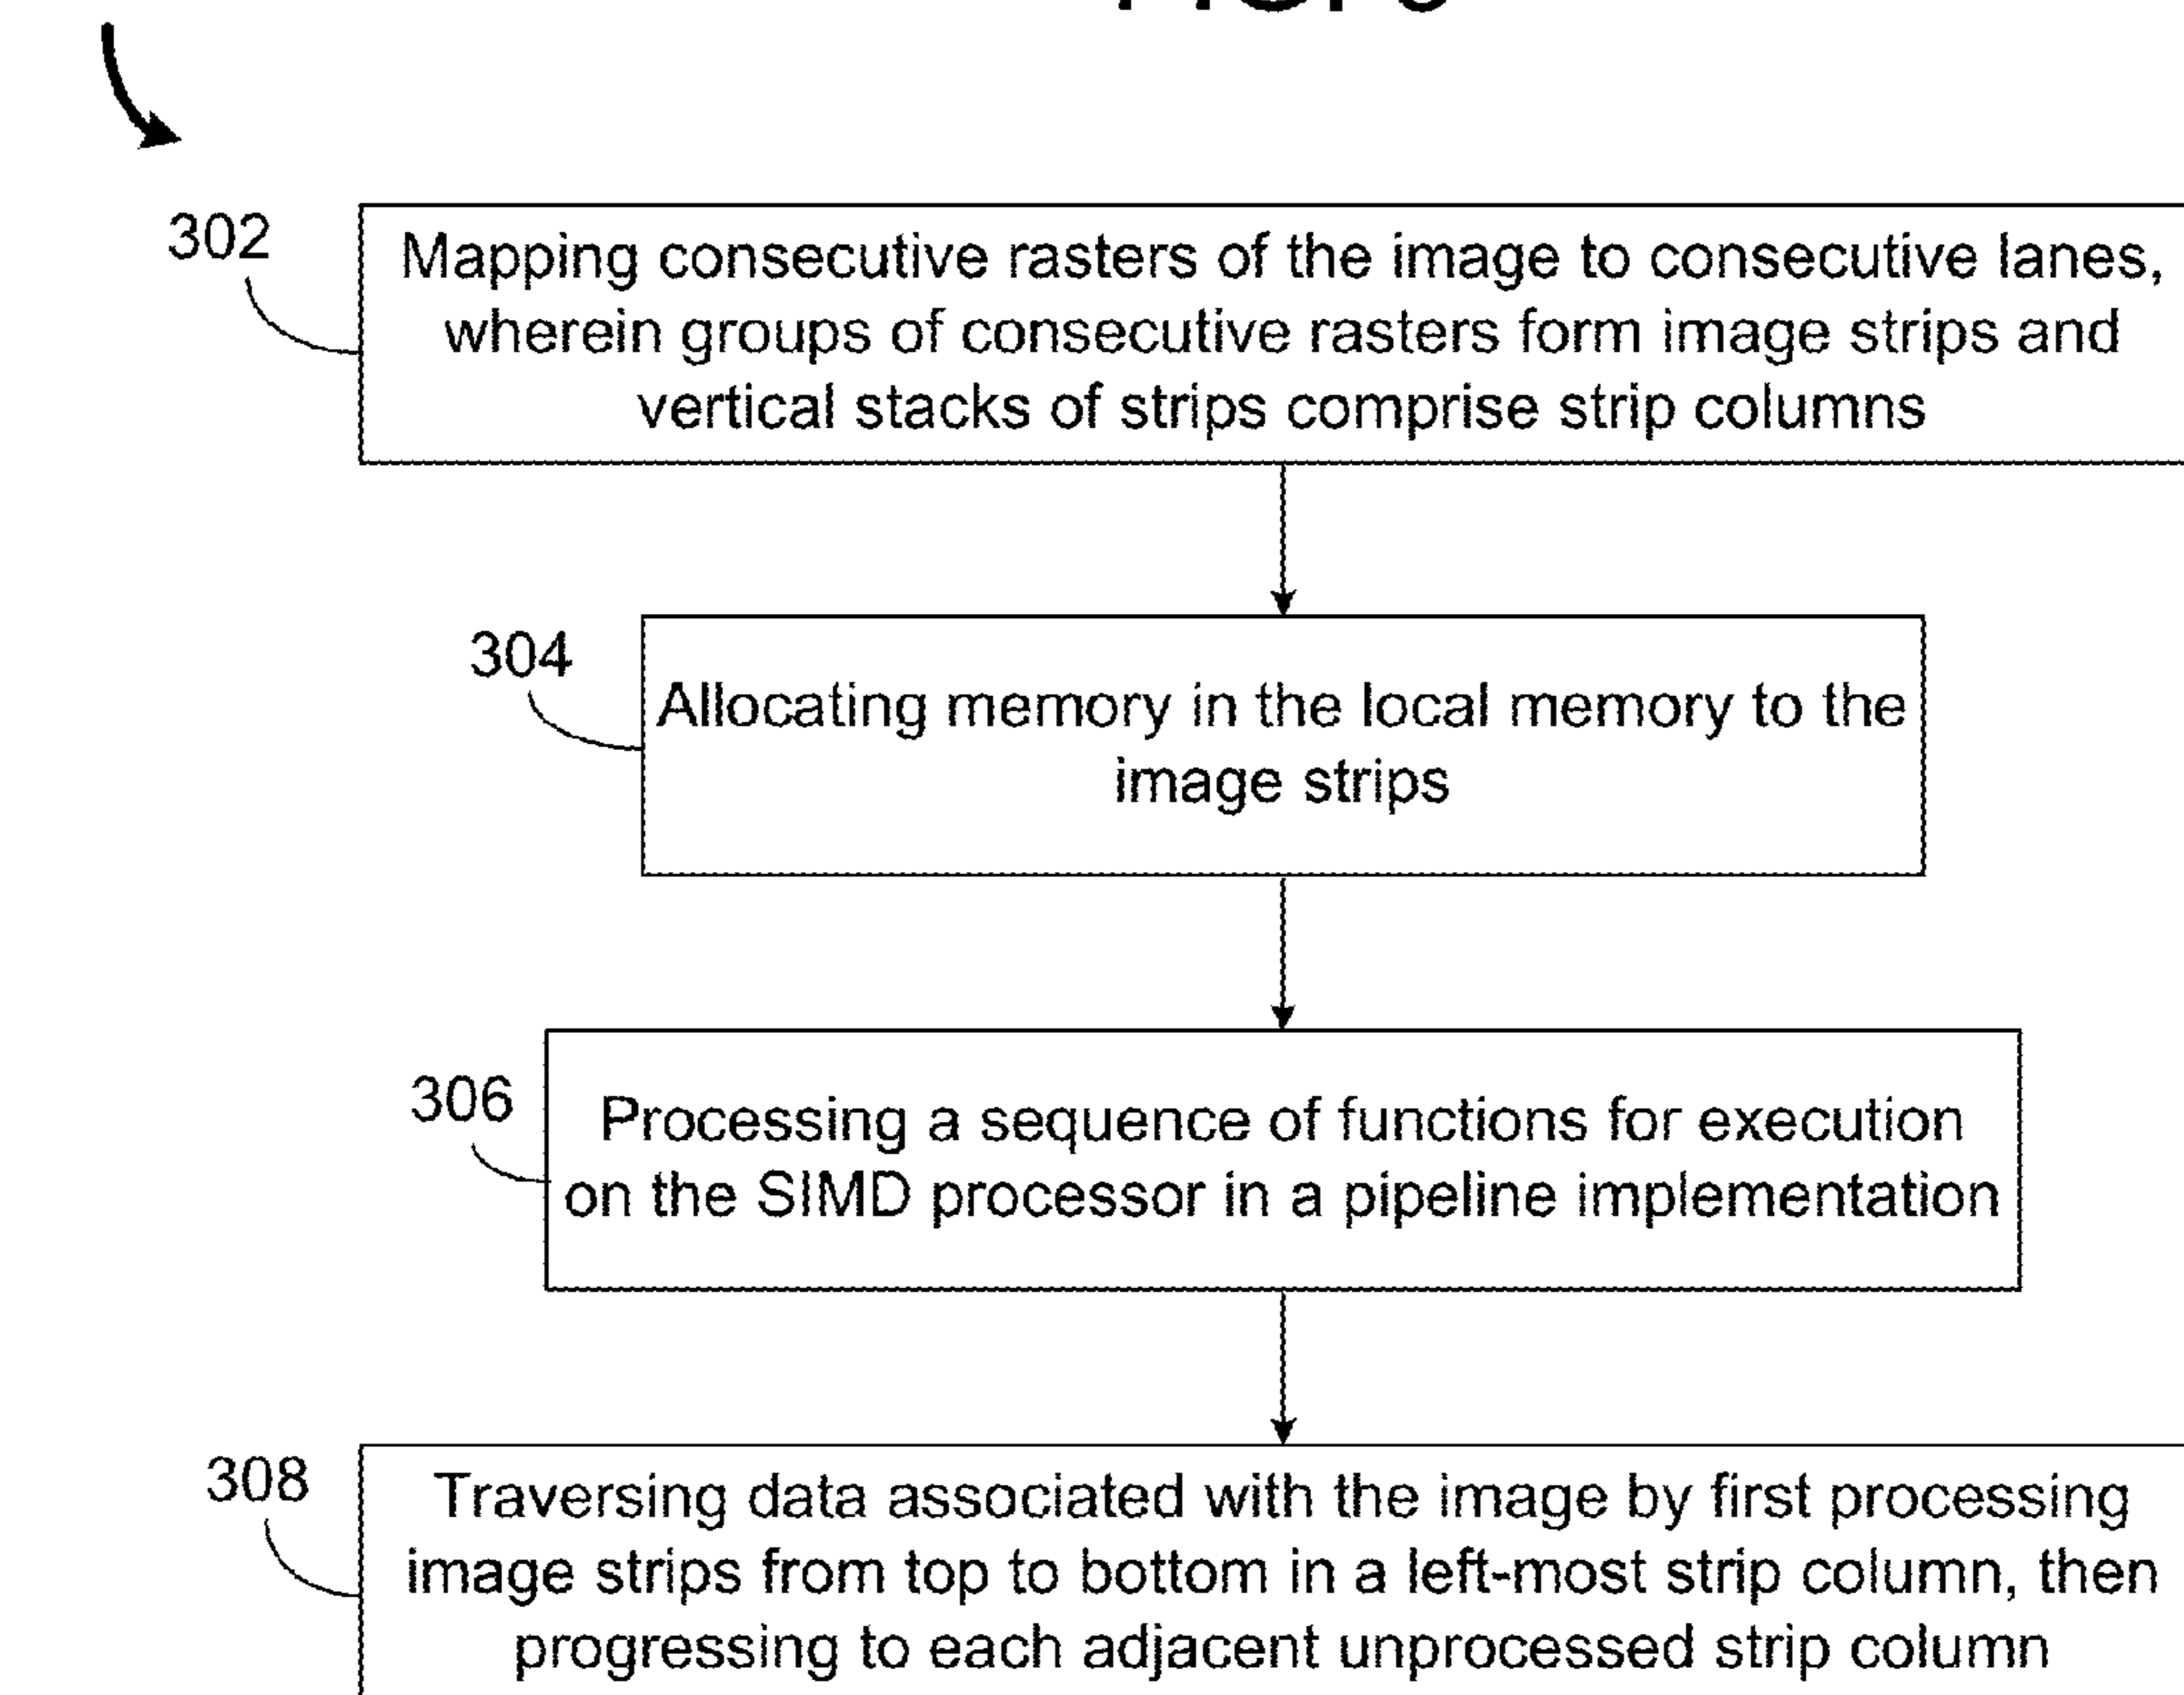 302
Mapping consecutive rasters of the image to consecutive lanes,
wherein groups of consecutive rasters form image strips and
vertical stacks of strips comprise strip columns
304
Allocating memory in the local memory to the
image strips
306
Processing a sequence of functions for execution
on the SIMD processor in a pipeline implementation
308
Traversing data associated with the image by first processing
image strips from top to bottom in a left-most strip column, then
progressing to each adjacent unprocessed strip column